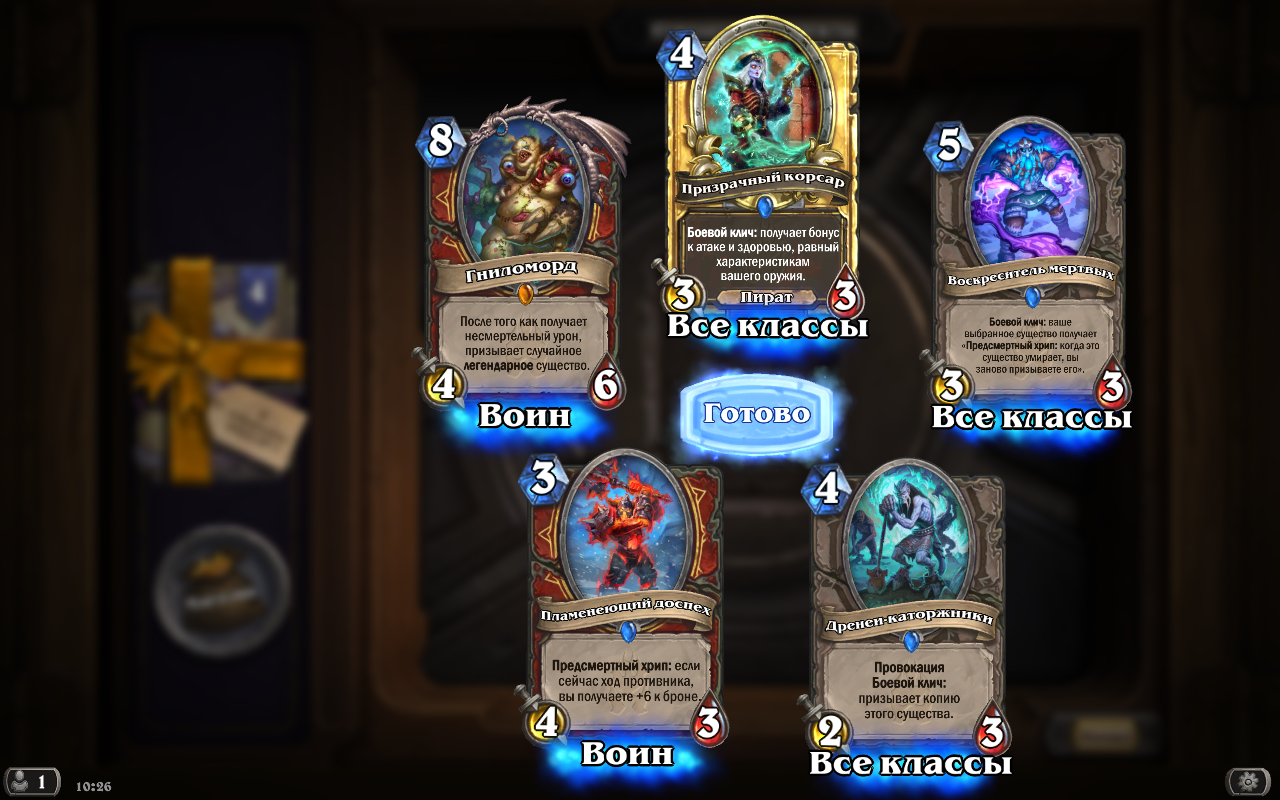 4
Призрачный корсар
Боевой клич: получает бонус
к атаке и здоровью, равный
характеристикам
вашего оружия.
3
Пират
3
Все классы
8
Гниломорд
После того как получает
несмертельный урон,
призывает случайное
легендарное существо.
4
6
Воин
5
Воскреситель мертвых
Боевой клич: ваше
выбранное существо получает
«Предсмертный хрип: когда это
существо умирает, вы
заново призываете его».
3
3
Все классы
4
Готово
3
Пламенеющий доспех
Предсмертный хрип: если
сейчас ход противника,
вы получаете +6 к броне.
4
3
Воин
4
Дренеи-каторжники
Провокация
Боевой клич:
призывает копию
этого существа.
2
3
Все классы
1
10:26